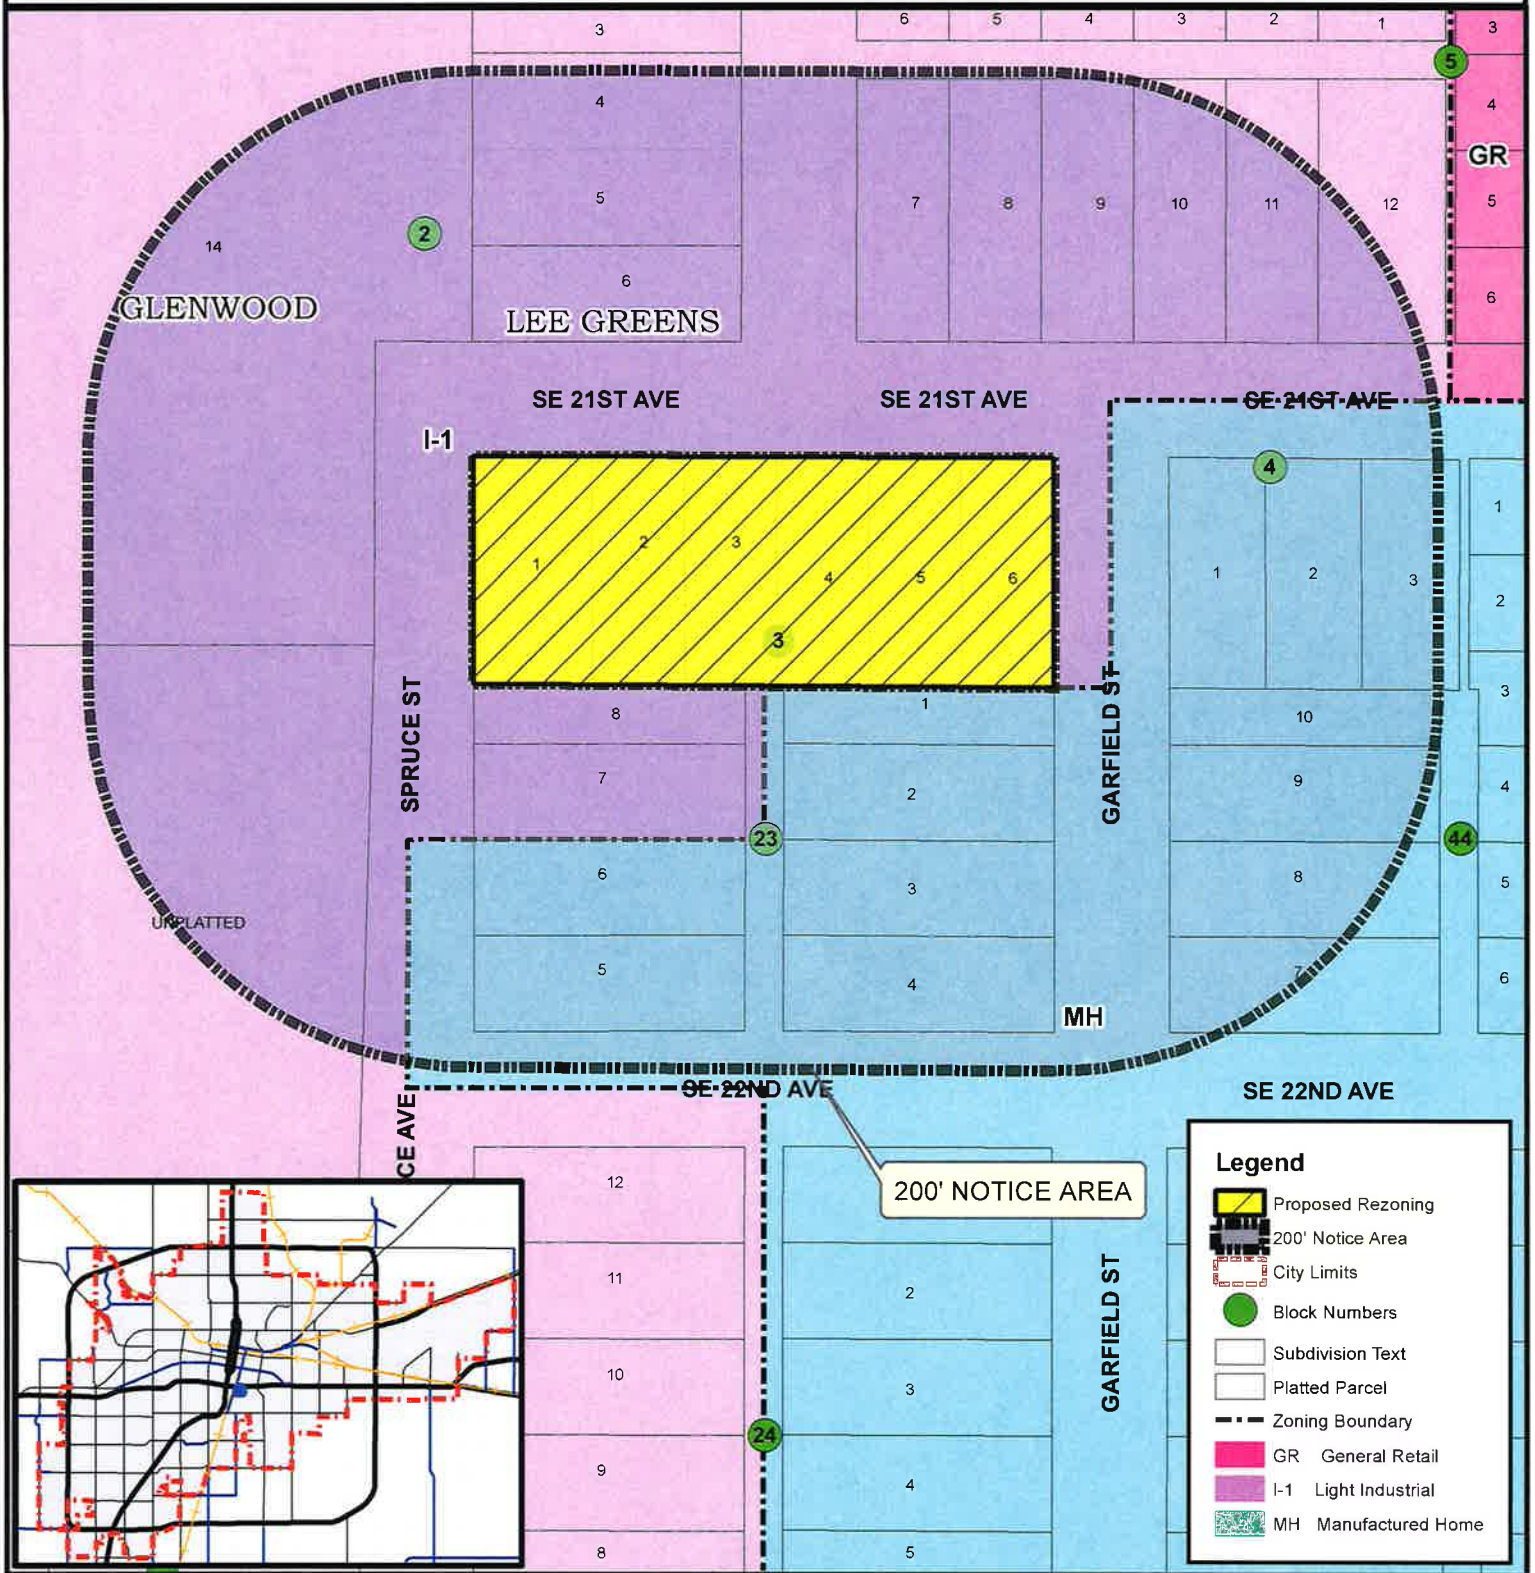 3
6 5 4 3 2 1
3
5
4
4
GR
5
7 8 9 10 11 12
5
2
14
6
6
GLENWOOD
LEE GREENS
SE 21ST AVE
SE 21ST AVE
SE 21ST AVE
I-1
4
1
2
3
1
4
5
6
1
2
3
2
3
SPRUCE ST
GARFIELD ST
8
1
10
3
7
2
9
4
23
44
6
3
8
5
UNPLATTED
5
4
7
6
MH
SE 22ND AVE
SE 22ND AVE
CE AVE
200' NOTICE AREA
12
11
2
10
3
24
9
4
8
5
GARFIELD ST
Legend
Proposed Rezoning
200' Notice Area
City Limits
Block Numbers
Subdivision Text
Platted Parcel
Zoning Boundary
GR General Retail
I-1 Light Industrial
MH Manufactured Home